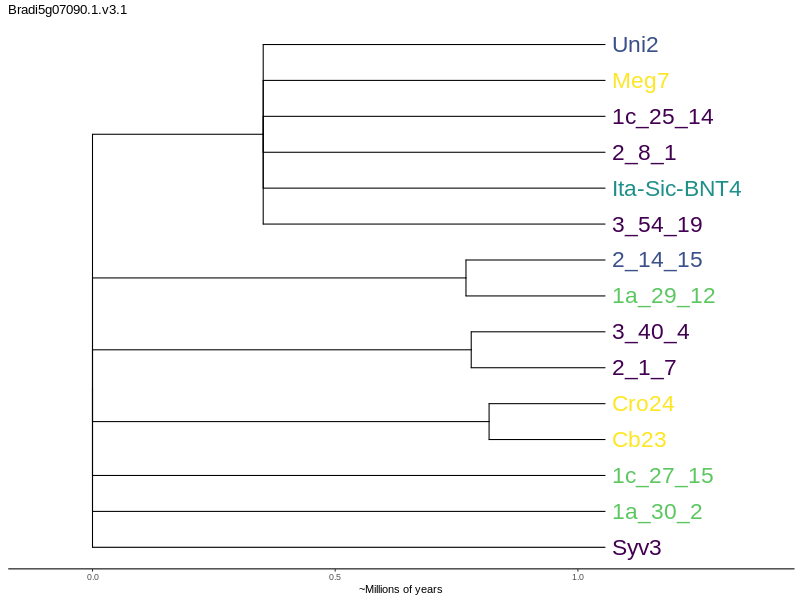 Bradi5g07090.1.v3.1
Uni2
Meg7
1c_25_14
2_8_1
Ita-Sic-BNT4
3_54_19
2_14_15
1a_29_12
3_40_4
2_1_7
Cro24
Cb23
1c_27_15
1a_30_2
Syv3
0.0 0.5 1.0
~Millions of years